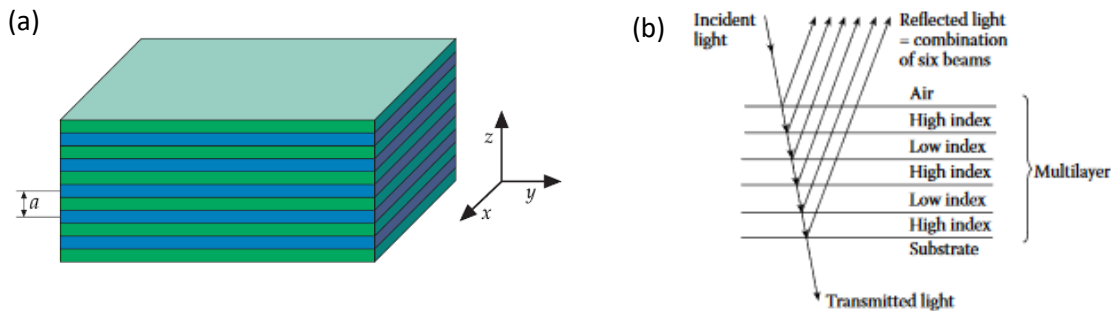 (a)
a
z
y
x
(b)
Incident
light
Reflected light
= combination
of six beams
Air
High index
Low index
High index
Low index
High index
Substrate
Multilayer
Transmitted light